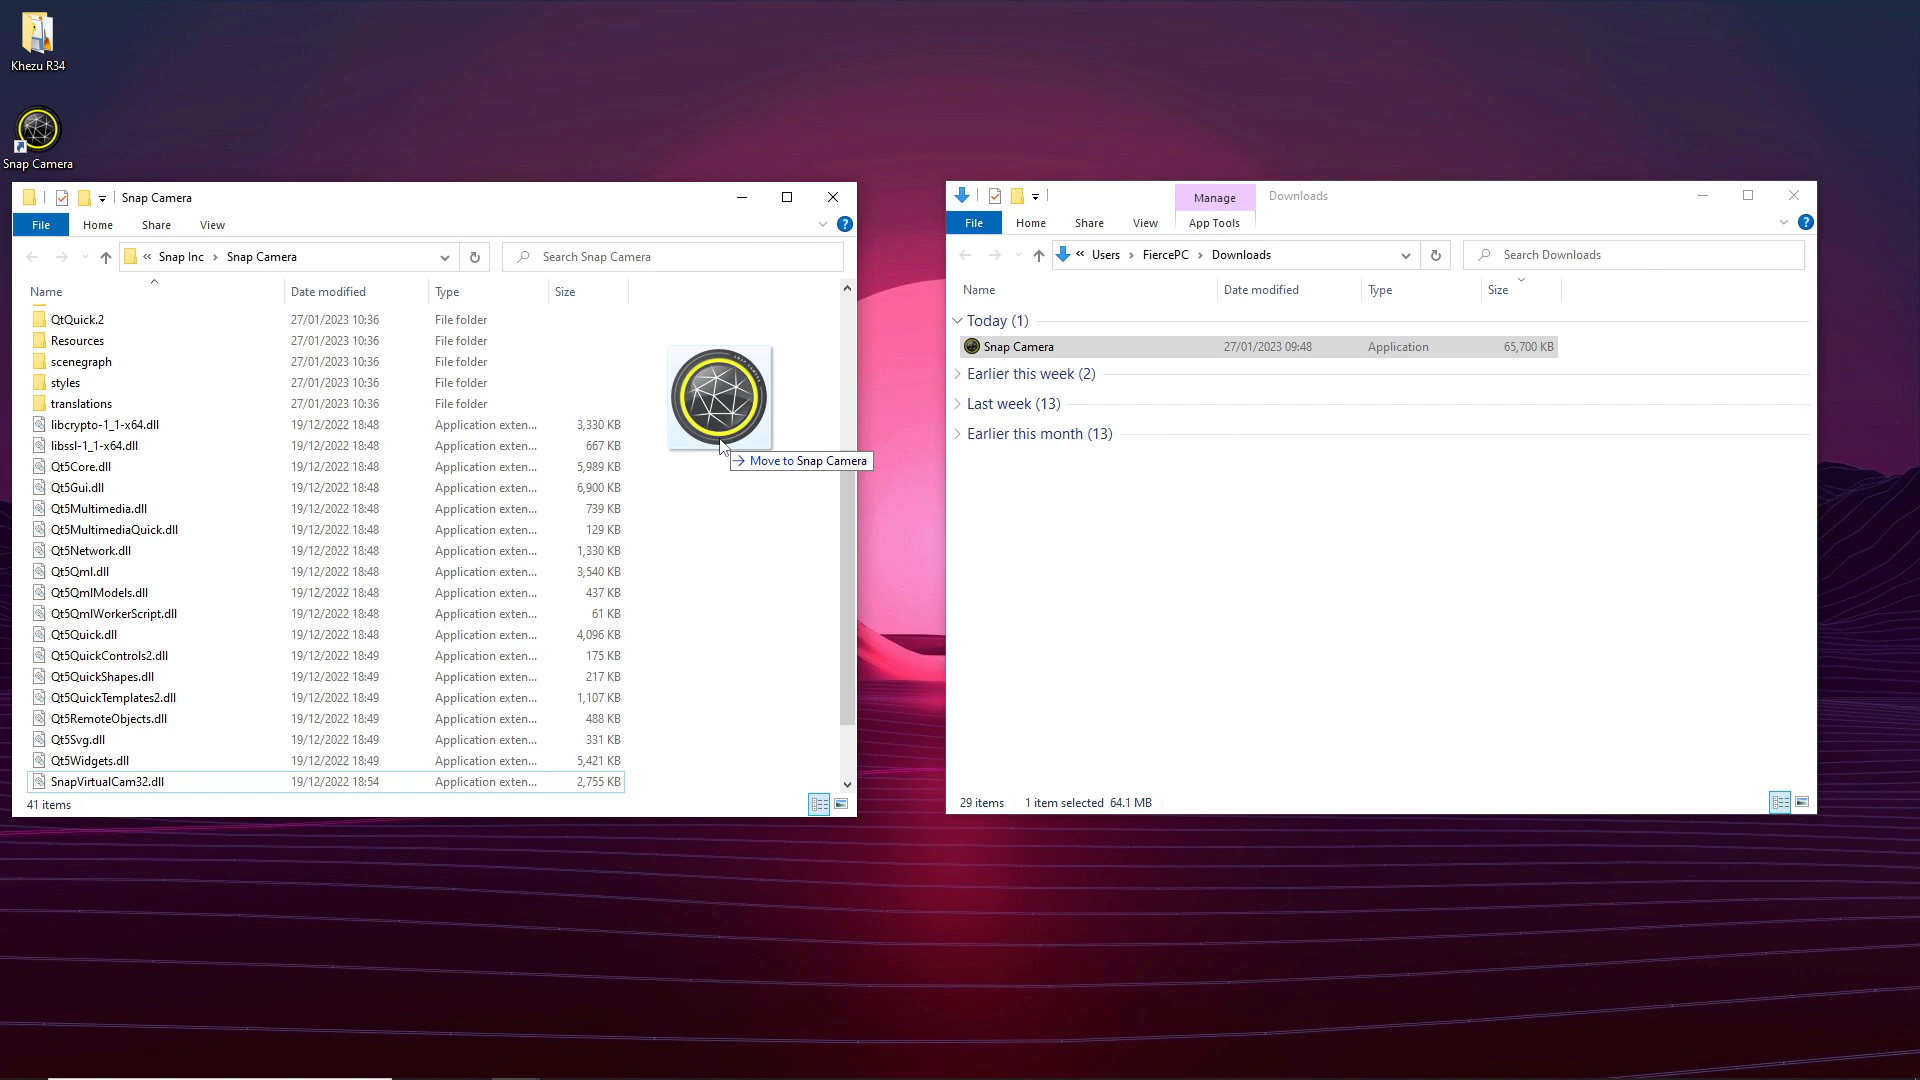 Khezu R34
Snap Camera
Snap Camera
File Home Share View
Snap Inc Snap Camera
Search Snap Camera
Name Date modified Type Size
QtQuick.2 27/01/2023 10:36 File folder
Resources 27/01/2023 10:36 File folder
scenegraph 27/01/2023 10:36 File folder
styles 27/01/2023 10:36 File folder
translations 27/01/2023 10:36 File folder
libcrypto-1_1-x64.dll 19/12/2022 18:48 Application exten... 3,330 KB
libssl-1_1-x64.dll 19/12/2022 18:48 Application exten... 667 KB
Qt5Core.dll 19/12/2022 18:48 Application exten... 5,989 KB
Qt5Gui.dll 19/12/2022 18:48 Application exten... 6,900 KB
Qt5Multimedia.dll 19/12/2022 18:48 Application exten... 739 KB
Qt5MultimediaQuick.dll 19/12/2022 18:48 Application exten... 129 KB
Qt5Network.dll 19/12/2022 18:48 Application exten... 1,330 KB
Qt5Qml.dll 19/12/2022 18:48 Application exten... 3,540 KB
Qt5QmlModels.dll 19/12/2022 18:48 Application exten... 437 KB
Qt5QmlWorkerScript.dll 19/12/2022 18:48 Application exten... 61 KB
Qt5Quick.dll 19/12/2022 18:48 Application exten... 4,096 KB
Qt5QuickControls2.dll 19/12/2022 18:49 Application exten... 175 KB
Qt5QuickShapes.dll 19/12/2022 18:49 Application exten... 217 KB
Qt5QuickTemplates2.dll 19/12/2022 18:49 Application exten... 1,107 KB
Qt5RemoteObjects.dll 19/12/2022 18:49 Application exten... 488 KB
Qt5Svg.dll 19/12/2022 18:49 Application exten... 331 KB
Qt5Widgets.dll 19/12/2022 18:49 Application exten... 5,421 KB
SnapVirtualCam32.dll 19/12/2022 18:54 Application exten... 2,755 KB
41 items
Move to Snap Camera
Manage Downloads
File Home Share View App Tools
Users FiercePC Downloads
Search Downloads
Name Date modified Type Size
Today (1)
Snap Camera 27/01/2023 09:48 Application 65,700 KB
Earlier this week (2)
Last week (13)
Earlier this month (13)
29 items 1 item selected 64.1 MB